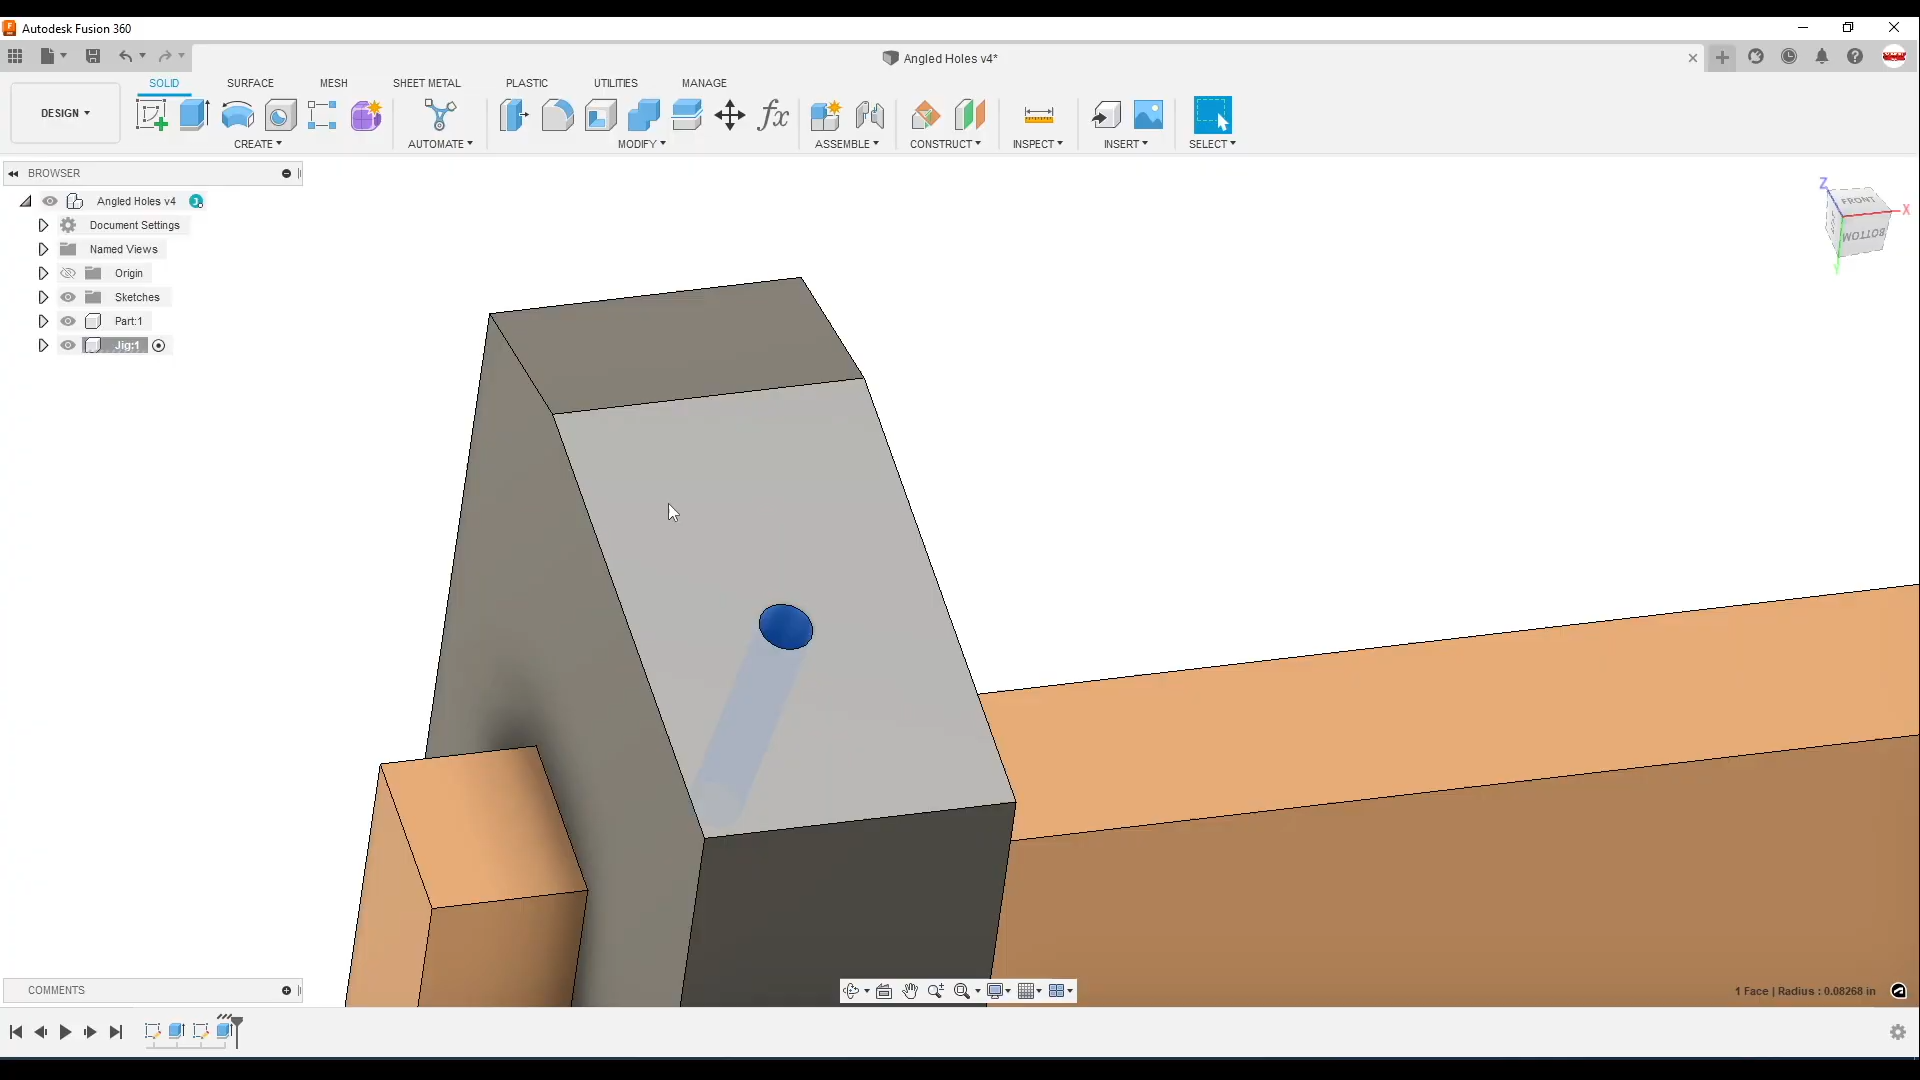 Autodesk Fusion 360
Angled Holes v4*
DESIGN
SOLID
SURFACE
MESH
SHEET METAL
PLASTIC
UTILITIES
MANAGE
CREATE
AUTOMATE
MODIFY
ASSEMBLE
CONSTRUCT
INSPECT
INSERT
SELECT
BROWSER
Angled Holes v4
Document Settings
Named Views
Origin
Sketches
Part:1
Jig:1
Z
X
Y
FRONT
BOTTOM
COMMENTS
1 Face | Radius : 0.08268 in